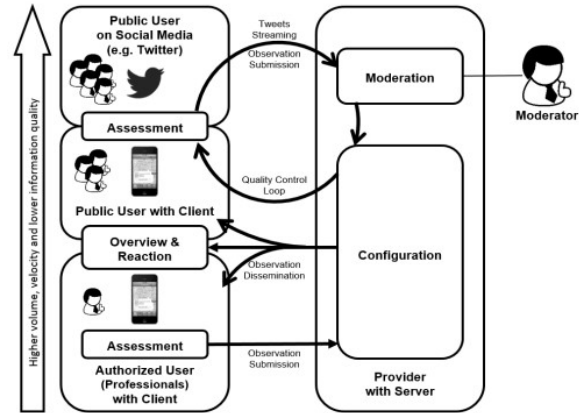 Higher volume, velocity and lower information quality
Public User
on Social Media
(e.g. Twitter)
Assessment
Public User with Client
Overview &
Reaction
Assessment
Authorized User
(Professionals)
with Client
Tweets
Streaming
Observation
Submission
Quality Control
Loop
Observation
Dissemination
Observation
Submission
Moderation
Configuration
Provider
with Server
Moderator